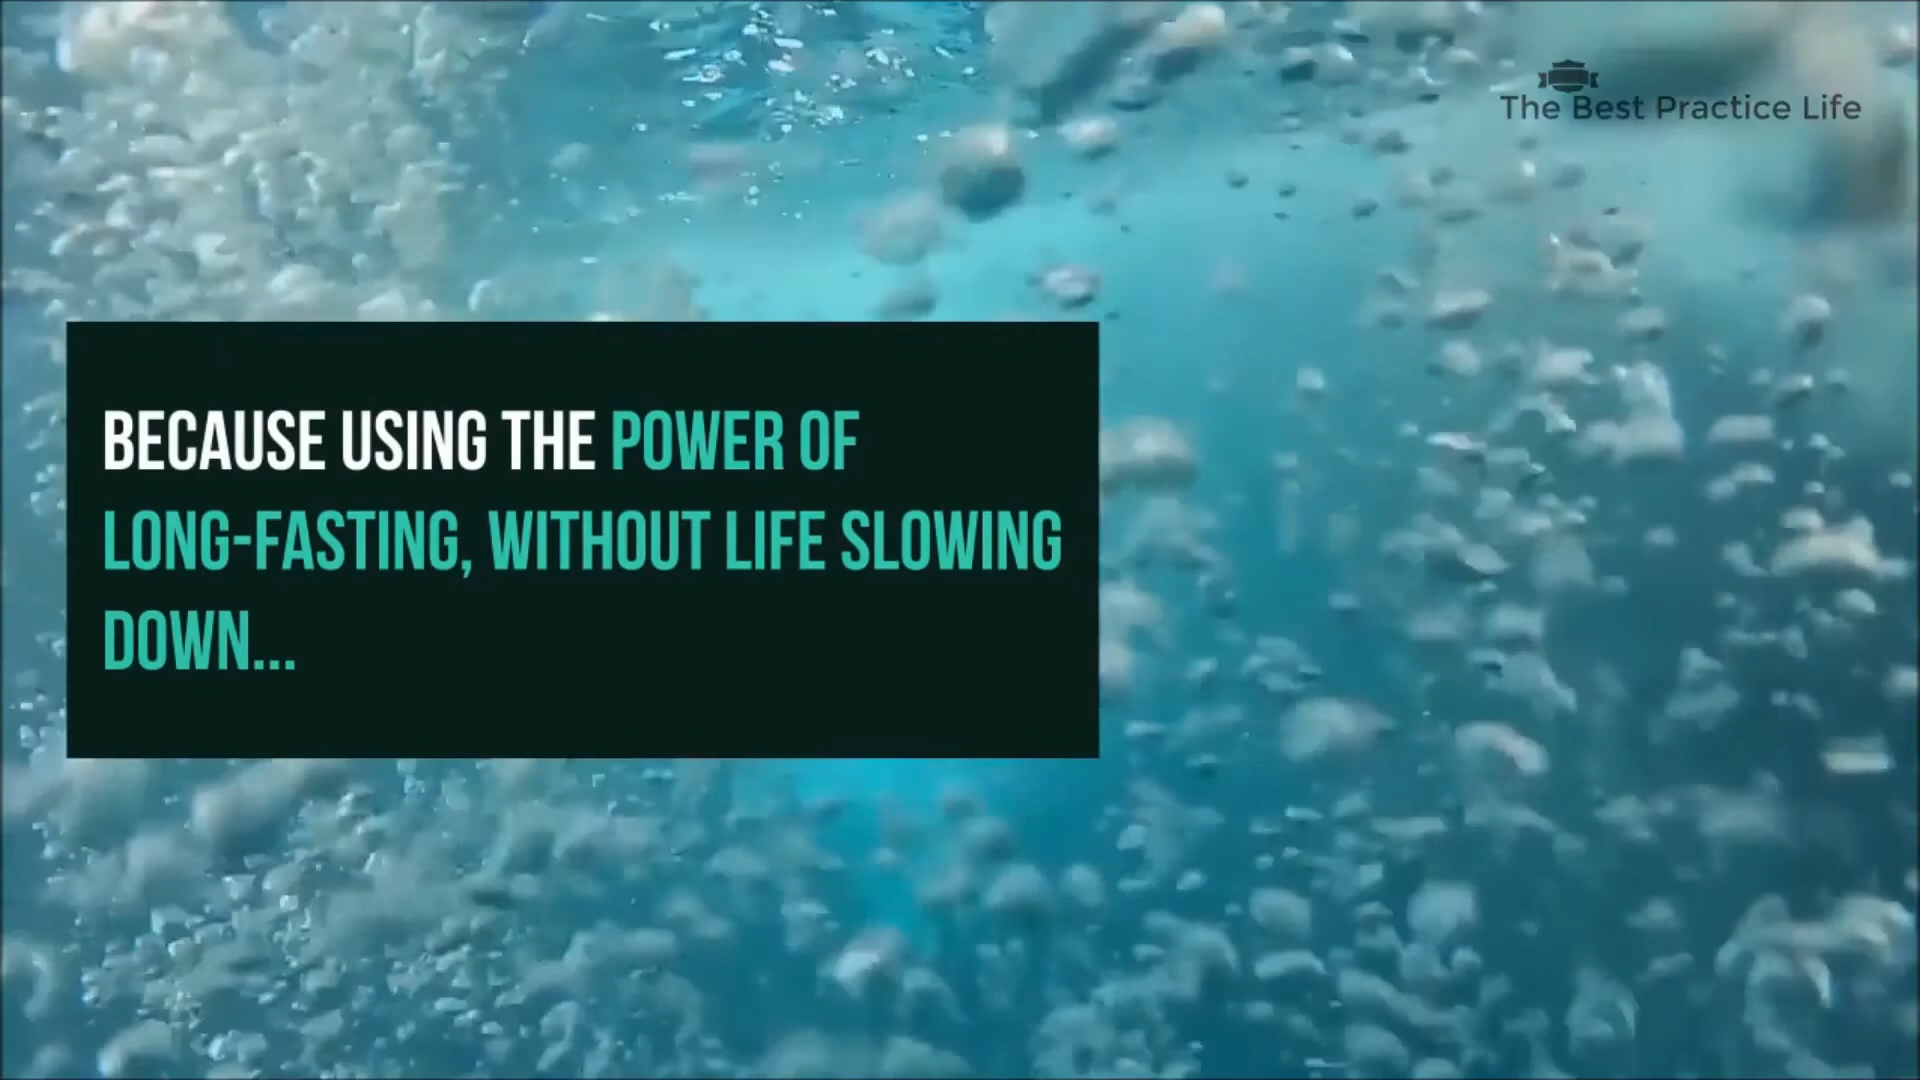 The Best Practice Life
BECAUSE USING THE POWER OF
LONG-FASTING, WITHOUT LIFE SLOWING
DOWN...